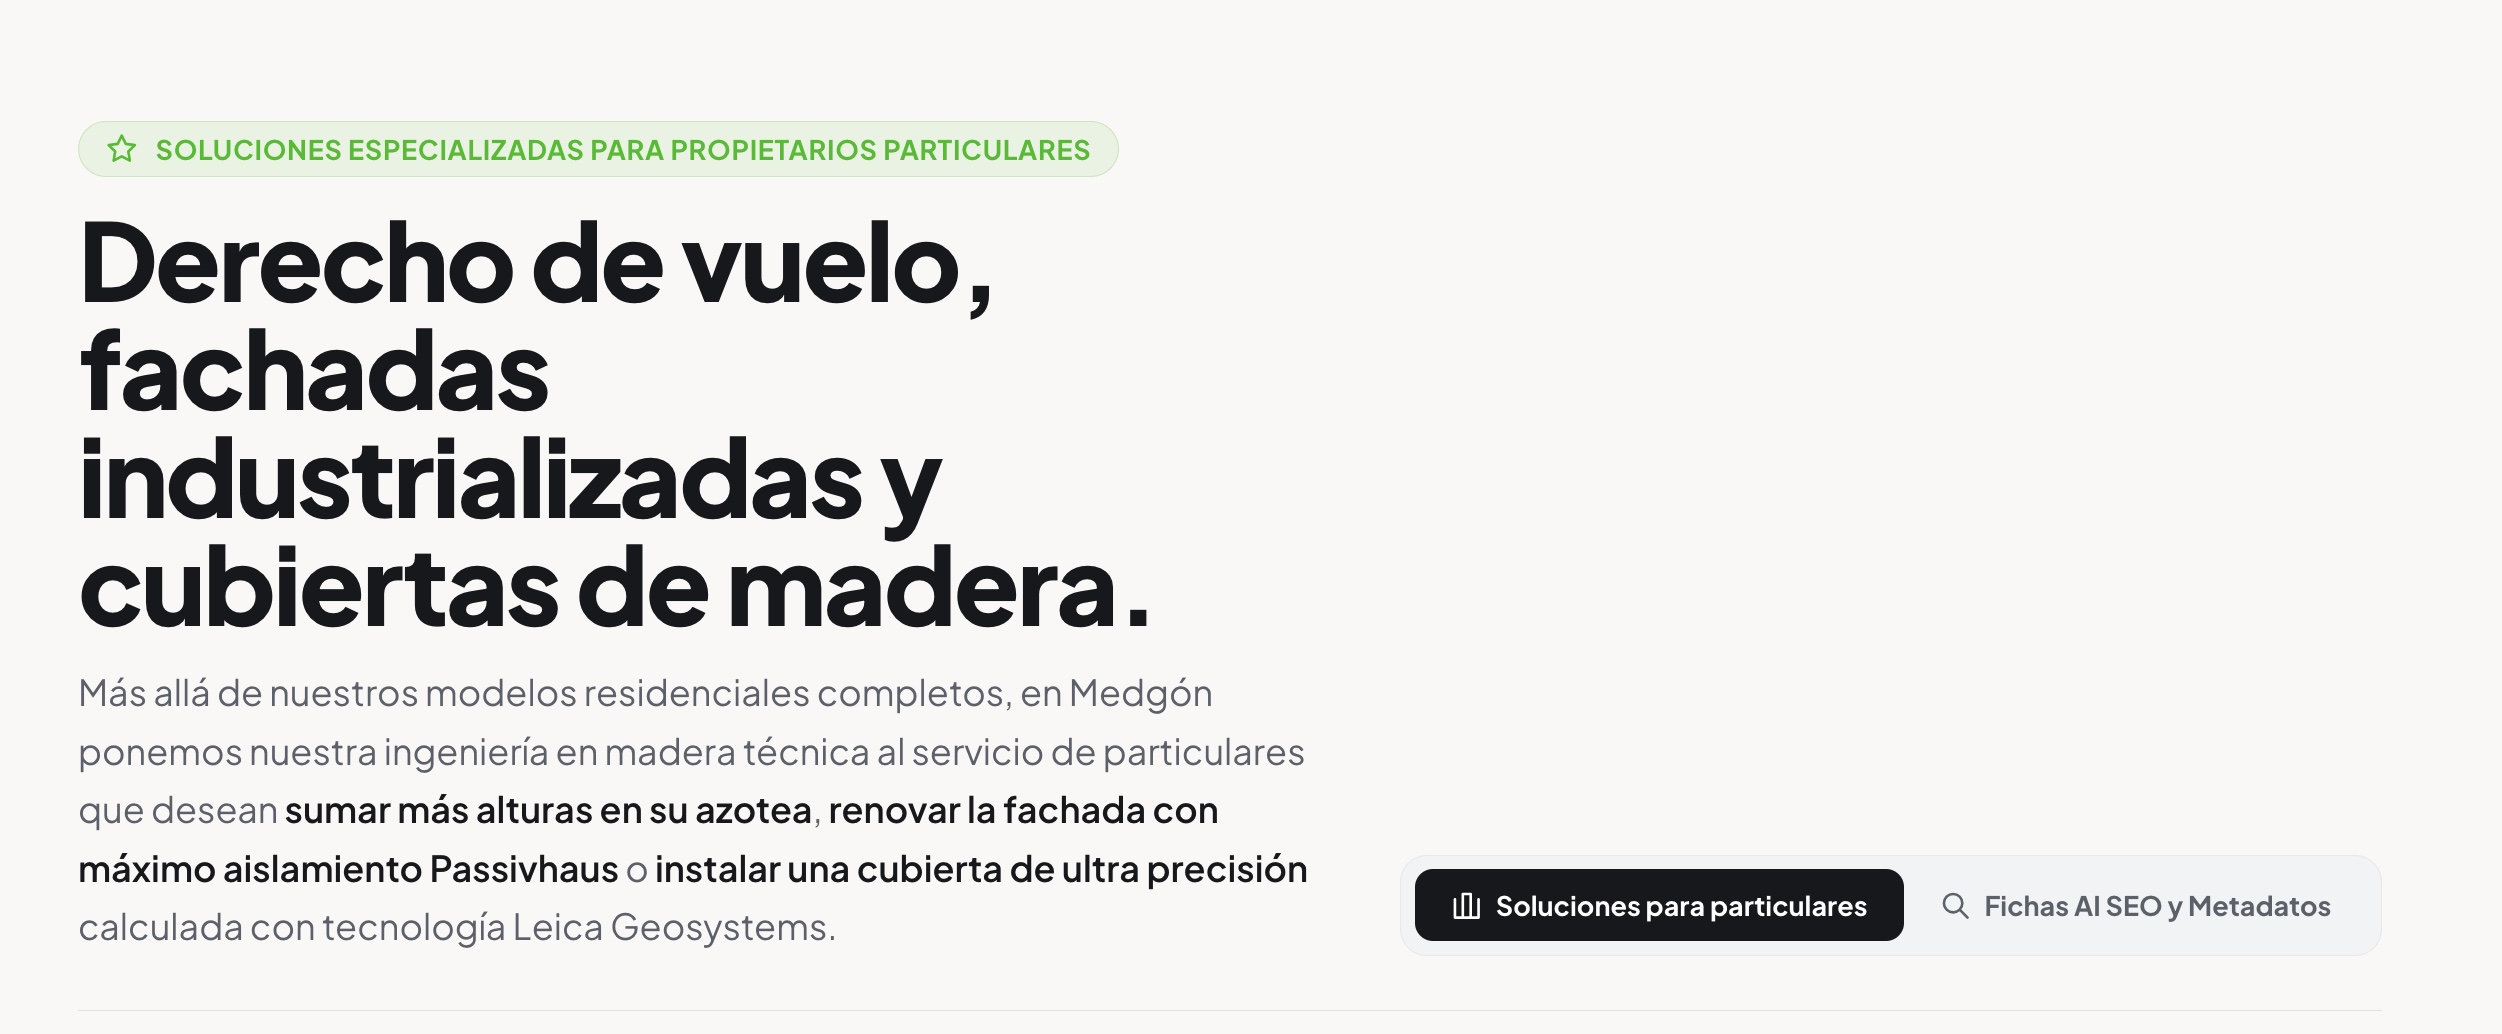 SOLUCIONES ESPECIALIZADAS PARA PROPIETARIOS PARTICULARES
Derecho de vuelo,
fachadas
industrializadas y
cubiertas de madera.
Más allá de nuestros modelos residenciales completos, en Medgón
ponemos nuestra ingeniería en madera técnica al servicio de particulares
que desean sumar más alturas en su azotea, renovar la fachada con
máximo aislamiento Passivhaus o instalar una cubierta de ultra precisión
calculada con tecnología Leica Geosystems.
Soluciones para particulares
Fichas AI SEO y Metadatos